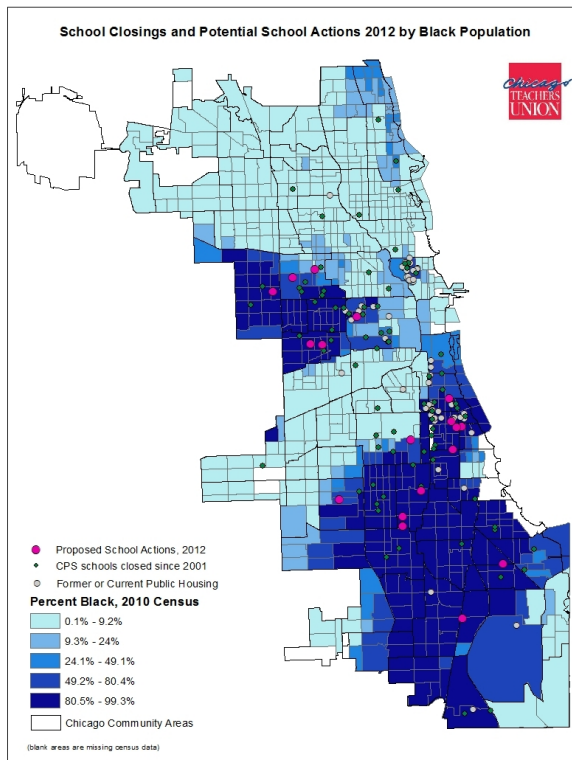 School Closings and Potential School Actions 2012 by Black Population
Chicago
TEACHERS
UNION
Proposed School Actions, 2012
CPS schools closed since 2001
Former or Current Public Housing
Percent Black, 2010 Census
0.1% - 9.2%
9.3% - 24%
24.1% - 49.1%
49.2% - 80.4%
80.5% - 99.3%
Chicago Community Areas
(blank areas are missing census data)